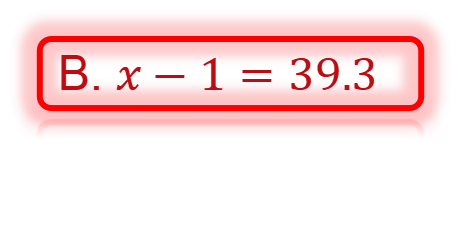 B. x – 1 = 39.3